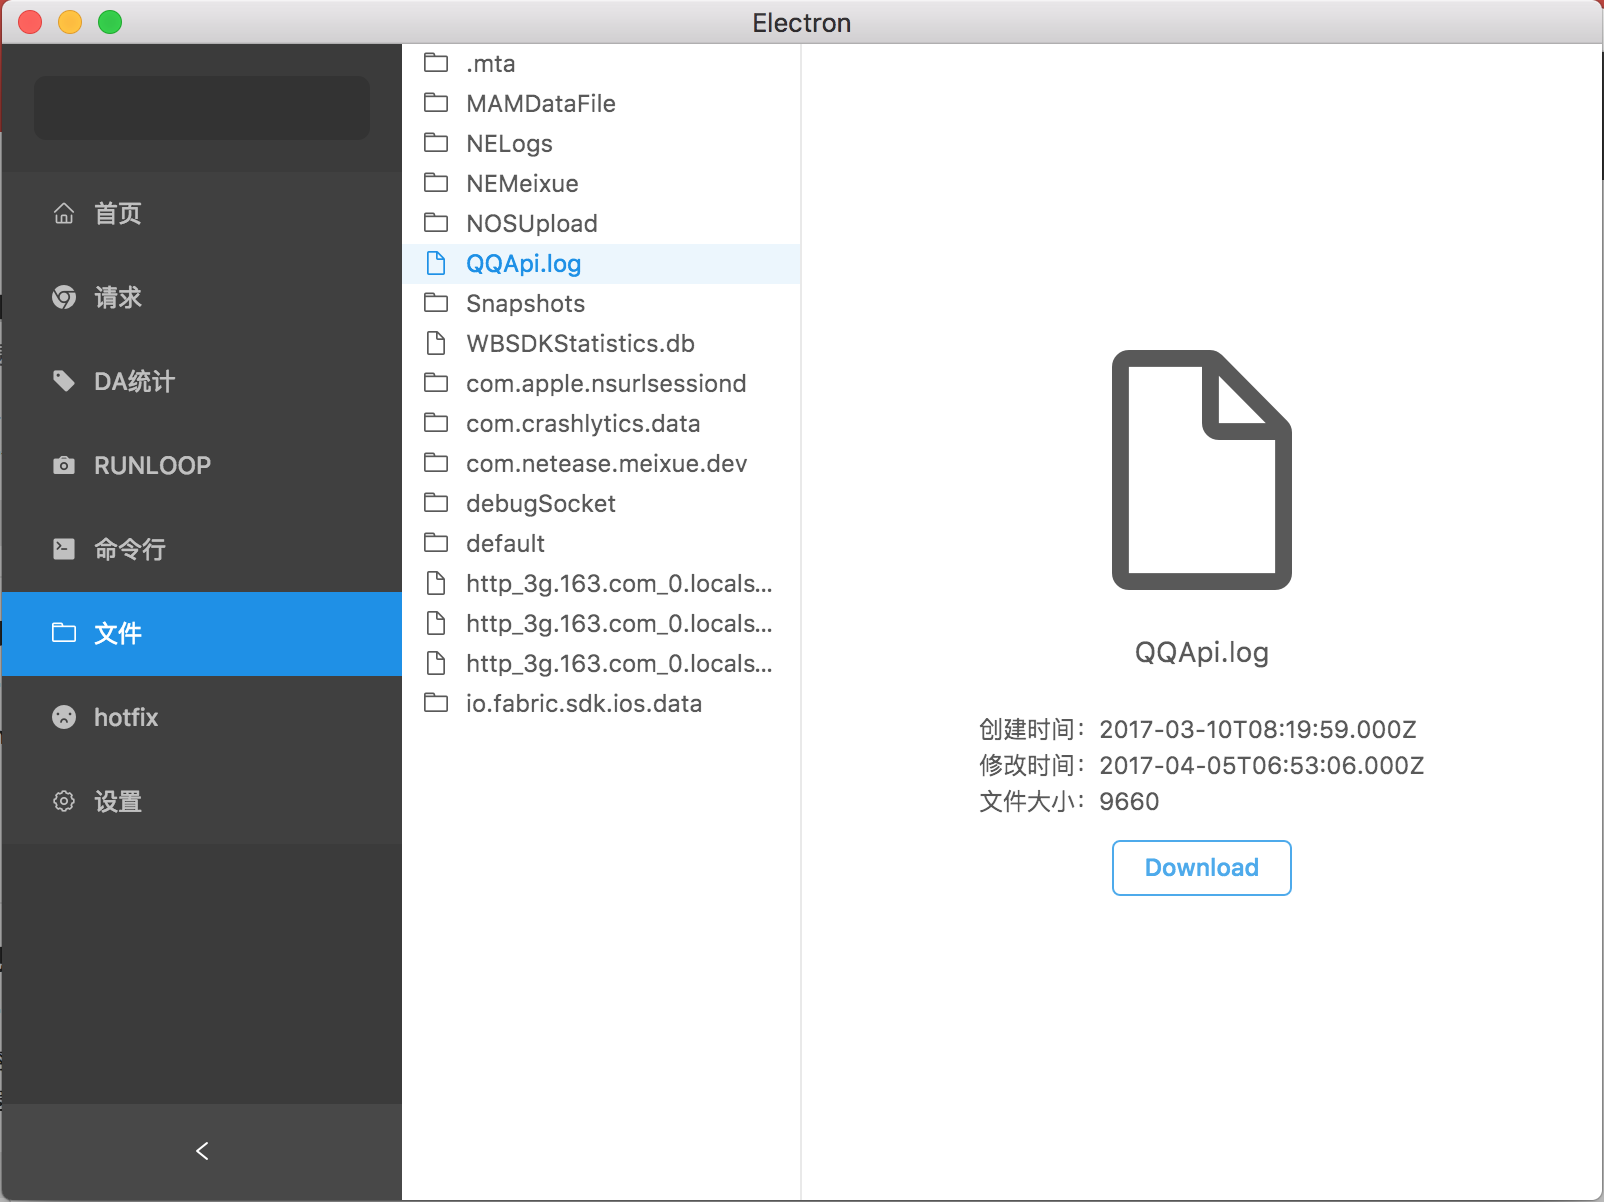 Electron
首页
请求
DA统计
RUNLOOP
命令行
文件
hotfix
设置
.mta
MAMDataFile
NELogs
NEMeixue
NOSUpload
QQApi.log
Snapshots
WBSDKStatistics.db
com.apple.nsurlsessiond
com.crashlytics.data
com.netease.meixue.dev
debugSocket
default
http_3g.163.com_0.locals...
http_3g.163.com_0.locals...
http_3g.163.com_0.locals...
io.fabric.sdk.ios.data
QQApi.log
创建时间：2017-03-10T08:19:59.000Z
修改时间：2017-04-05T06:53:06.000Z
文件大小：9660
Download